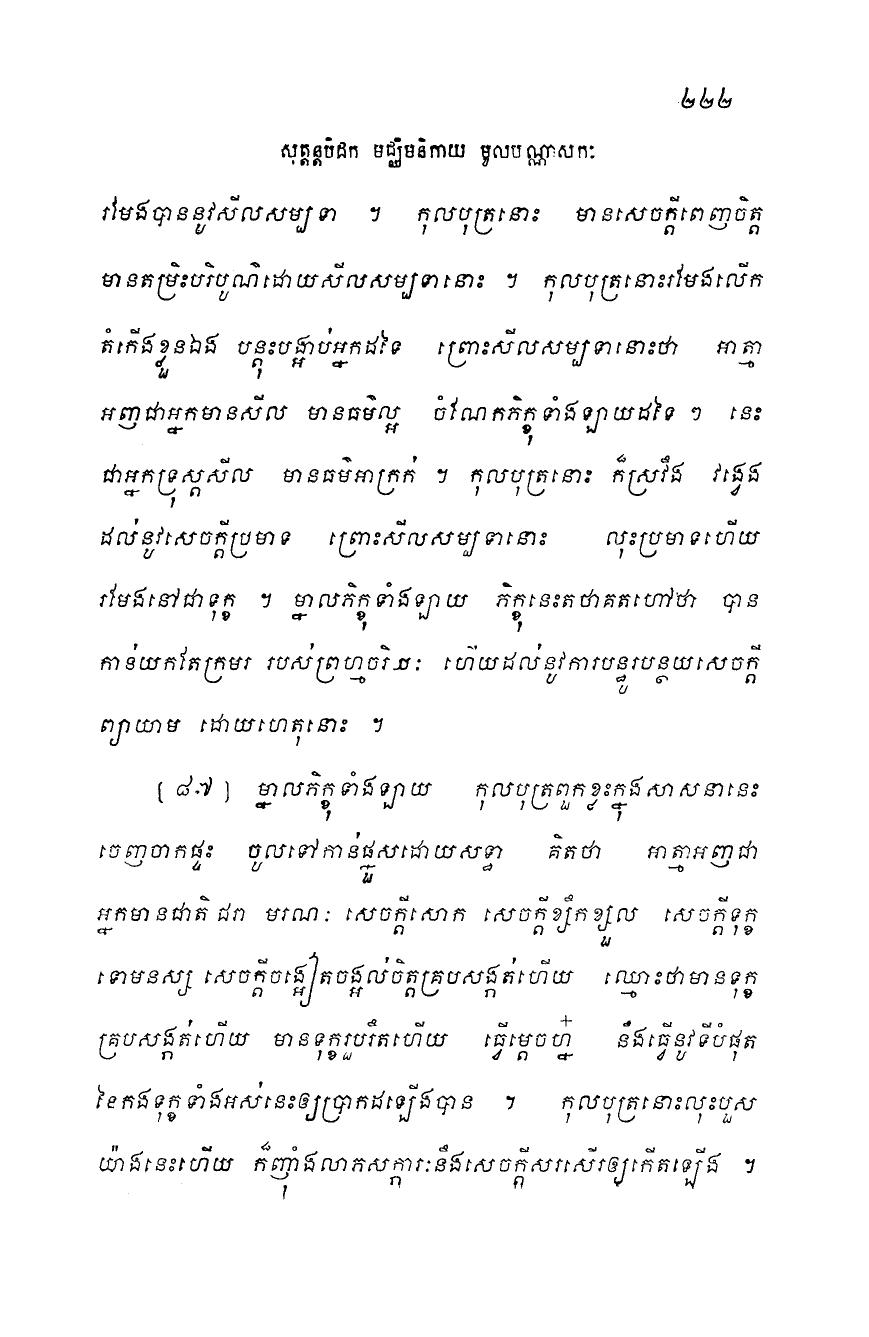 ២២២
សុត្តន្តបិដក មជ្ឈិមនិកាយ មូលបណ្ណាសកៈ
រមែងបាននូវសីលសម្បទា ។ កុលបុត្រនោះ មានសេចក្តីពេញចិត្ត
មានតម្រិះបរិបូណ៌ដោយសីលសម្បទានោះ ។ កុលបុត្រនោះរមែងលើក
តំកើងខ្លួនឯង បន្តុះបង្អាប់អ្នកដទៃ ព្រោះសីលសម្បទានោះថា អាត្មា
អញជាអ្នកមានសីល មានធម៌ល្អ ចំណែកភិក្ខុទាំងឡាយដទៃ ៗ នេះ
ជាអ្នកទ្រុស្តសីល មានធម៌អាក្រក់ ។ កុលបុត្រនោះ ក៏ស្រវឹង វង្វេង
ដល់នូវសេចក្តីប្រមាទ ព្រោះសីលសម្បទានោះ លុះប្រមាទហើយ
រមែងនៅជាទុក្ខ ។ ម្នាលភិក្ខុទាំងឡាយ ភិក្ខុនេះតថាគតហៅថា បាន
កាន់យកតែក្រមរ របស់ព្រហ្មចរិយៈ ហើយដល់នូវការបន្ធូរបន្ថយសេចក្តី
ព្យាយាម ដោយហេតុនោះ ។
[ ៨៧ ] ម្នាលភិក្ខុទាំងឡាយ កុលបុត្រពួកខ្លះក្នុងសាសនានេះ
ចេញចាកផ្ទះ ចូលទៅកាន់ផ្នួសដោយសទ្ធា គិតថា អាត្មាអញជា
អ្នកមានជាតិ ជរា មរណៈ សេចក្តីសោក សេចក្តីខ្សឹកខ្សួល សេចក្តីទុក្ខ
ទោមនស្ស សេចក្តីចង្អៀតចង្អល់ចិត្តគ្របសង្កត់ហើយ ឈ្មោះថាមានទុក្ខ
គ្របសង្កត់ហើយ មានទុក្ខរួបរឹតហើយ ធ្វើម្តេចហ្ន៎ នឹងធ្វើនូវទីបំផុត
នៃកងទុក្ខទាំងអស់នេះឲ្យប្រាកដឡើងបាន ។ កុលបុត្រនោះលុះបួស
យ៉ាងនេះហើយ ក៏ញ៉ាំងលាភសក្ការៈនឹងសេចក្តីសរសើរឲ្យកើតឡើង ។